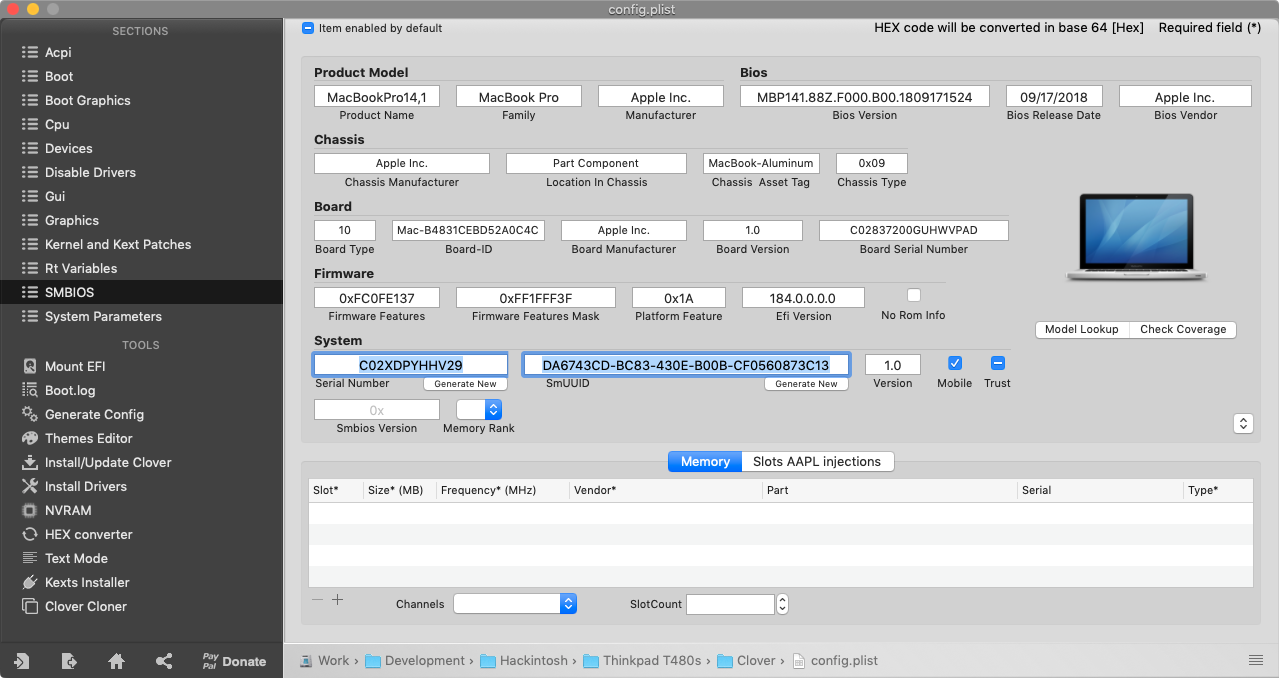 config.plist
SECTIONS
Acpi
Boot
Boot Graphics
Cpu
Devices
Disable Drivers
Gui
Graphics
Kernel and Kext Patches
Rt Variables
SMBIOS
System Parameters
TOOLS
Mount EFI
Boot.log
Generate Config
Themes Editor
Install/Update Clover
Install Drivers
NVRAM
HEX converter
Text Mode
Kexts Installer
Clover Cloner
Pay Pal Donate
Item enabled by default
HEX code will be converted in base 64 [Hex] Required field (*)
Product Model Bios
MacBookPro14,1 MacBook Pro Apple Inc. MBP141.88Z.F000.B00.1809171524 09/17/2018 Apple Inc.
Product Name Family Manufacturer Bios Version Bios Release Date Bios Vendor
Chassis
Apple Inc. Part Component MacBook-Aluminum 0x09
Chassis Manufacturer Location In Chassis Chassis Asset Tag Chassis Type
Board
10 Mac-B4831CEBD52A0C4C Apple Inc. 1.0 C02837200GUHWVPAD
Board Type Board-ID Board Manufacturer Board Version Board Serial Number
Firmware
0xFC0FE137 0xFF1FFF3F 0x1A 184.0.0.0.0
Firmware Features Firmware Features Mask Platform Feature Efi Version No Rom Info
Model Lookup Check Coverage
System
C02XDPYHHV29 DA6743CD-BC83-430E-B00B-CF0560873C13 1.0
Serial Number Generate New SmUUID Generate New Version Mobile Trust
0x
Smbios Version Memory Rank
Memory Slots AAPL injections
Slot* Size* (MB) Frequency* (MHz) Vendor* Part Serial Type*
Channels SlotCount
Work › Development › Hackintosh › Thinkpad T480s › Clover › config.plist